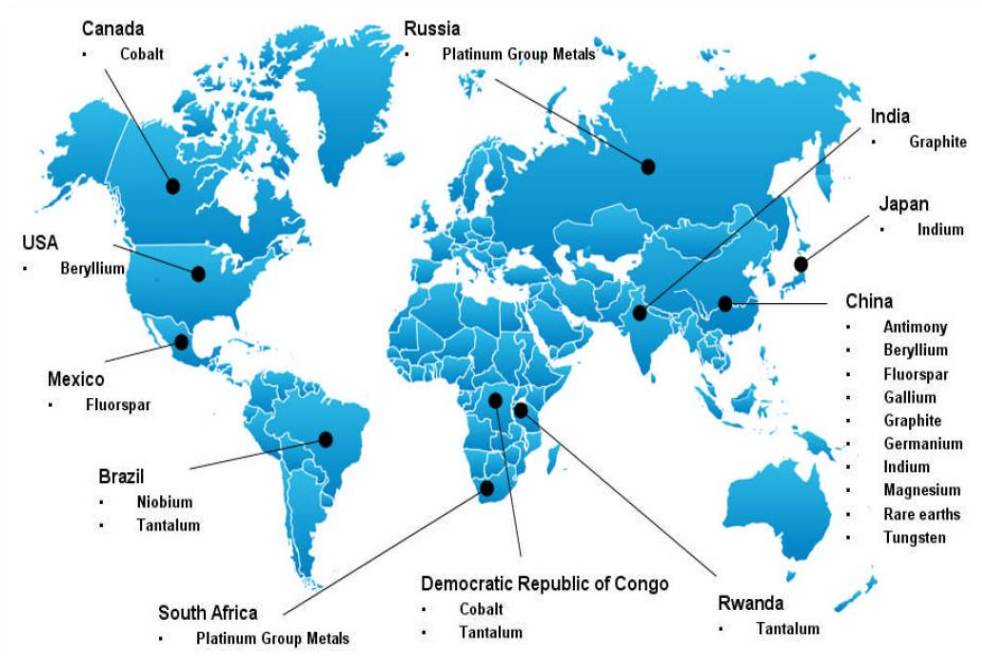 Canada
▪ Cobalt
Russia
▪ Platinum Group Metals
India
▪ Graphite
Japan
▪ Indium
USA
▪ Beryllium
China
▪ Antimony
▪ Beryllium
▪ Fluorspar
▪ Gallium
▪ Graphite
▪ Germanium
▪ Indium
▪ Magnesium
▪ Rare earths
▪ Tungsten
Mexico
▪ Fluorspar
Brazil
▪ Niobium
▪ Tantalum
South Africa
▪ Platinum Group Metals
Democratic Republic of Congo
▪ Cobalt
▪ Tantalum
Rwanda
▪ Tantalum